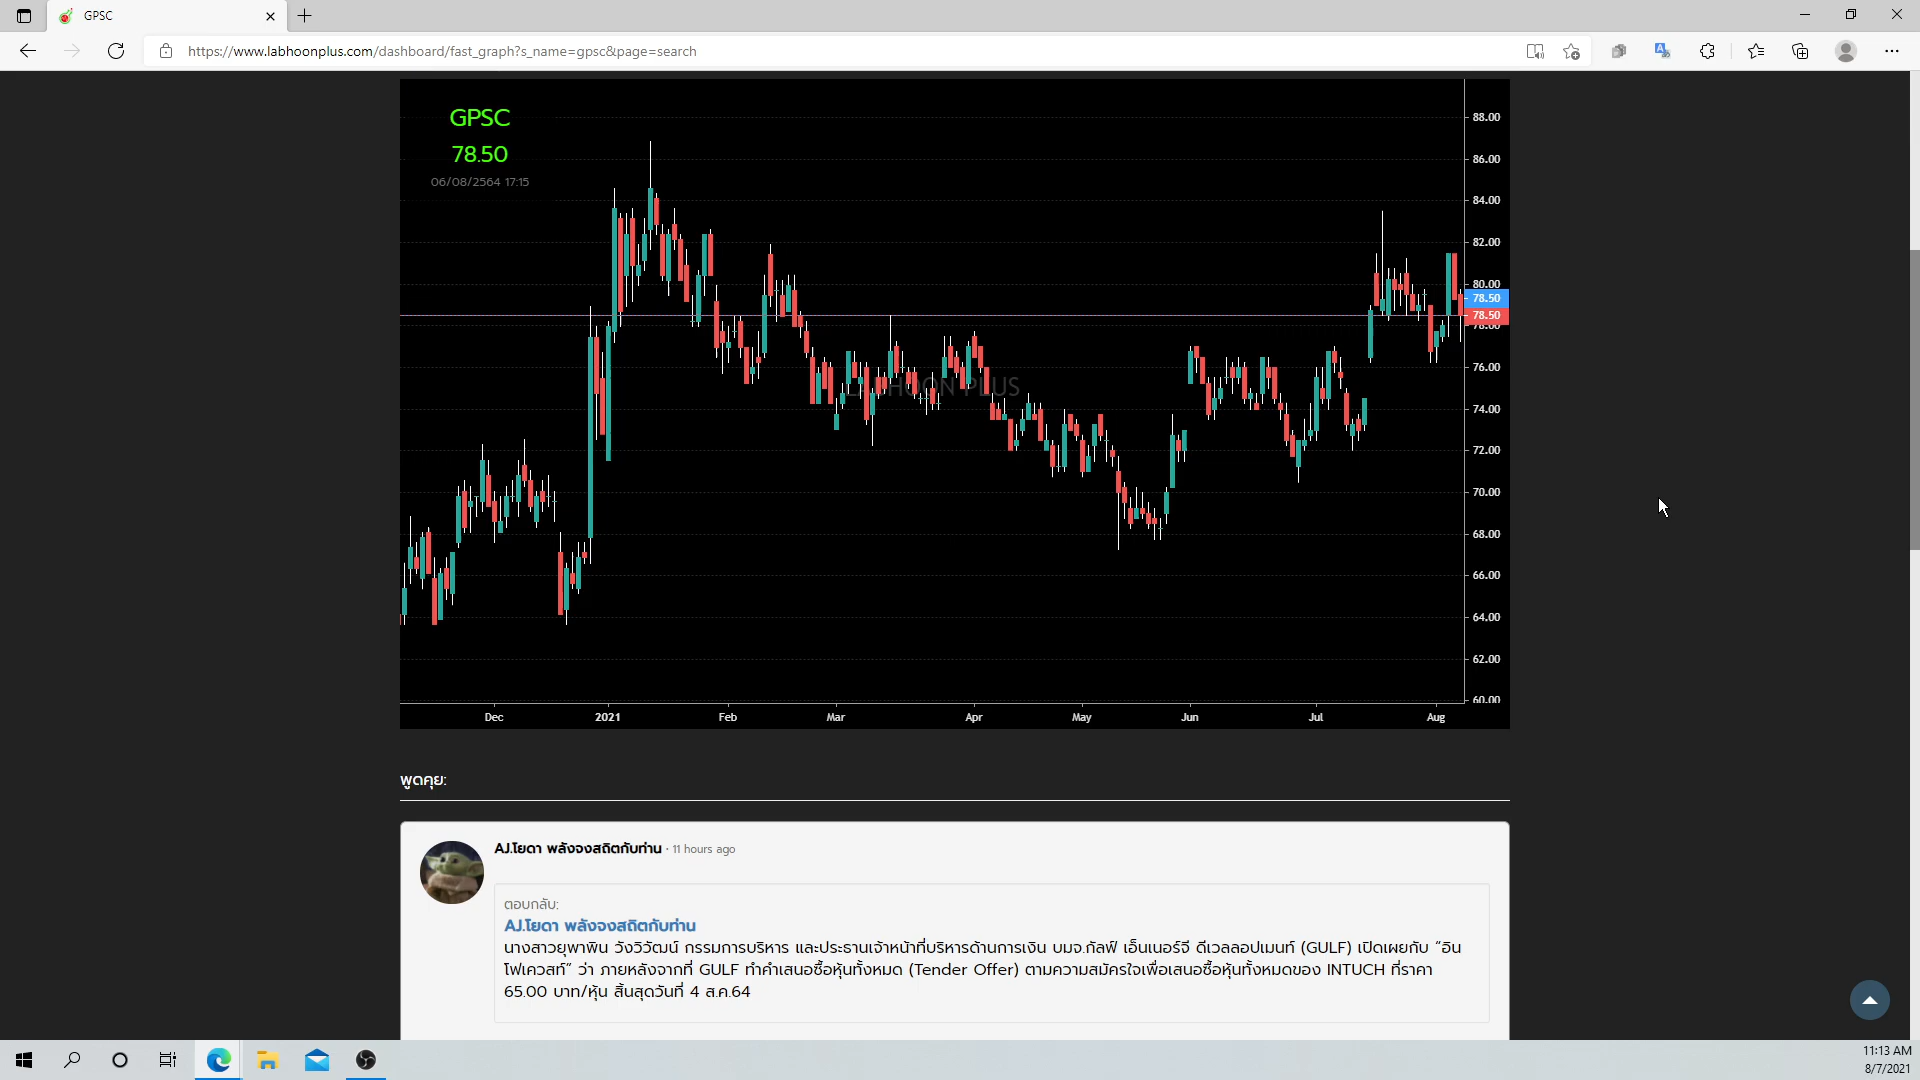 GPSC
https://www.labhoonplus.com/dashboard/fast_graph?s_name=gpsc&page=search
GPSC
78.50
06/08/2564 17:15
88.00
86.00
84.00
82.00
80.00
78.50
78.50
78.00
76.00
74.00
72.00
70.00
68.00
66.00
64.00
62.00
60.00
LABHOON PLUS
Dec 2021 Feb Mar Apr May Jun Jul Aug
พูดคุย:
AJ.โยดา พลังจงสถิตกับท่าน · 11 hours ago
ตอบกลับ:
AJ.โยดา พลังจงสถิตกับท่าน
นางสาวยุพาพิน วังวิวัฒน์ กรรมการบริหาร และประธานเจ้าหน้าที่บริหารด้านการเงิน บมจ.กัลฟ์ เอ็นเนอร์จี ดีเวลลอปเมนท์ (GULF) เปิดเผยกับ “อิน
โฟเควสท์” ว่า ภายหลังจากที่ GULF ทำคำเสนอซื้อหุ้นทั้งหมด (Tender Offer) ตามความสมัครใจเพื่อเสนอซื้อหุ้นทั้งหมดของ INTUCH ที่ราคา
65.00 บาท/หุ้น สิ้นสุดวันที่ 4 ส.ค.64
11:13 AM
8/7/2021